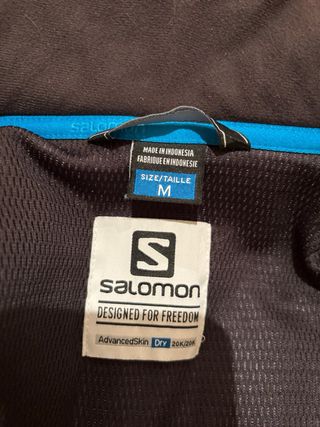 salomon
MADE IN INDONESIA
FABRIQUE EN INDONESIE
SIZE/TAILLE
M
S
SALOMON
DESIGNED FOR FREEDOM
AdvancedSkin Dry 20K/20K